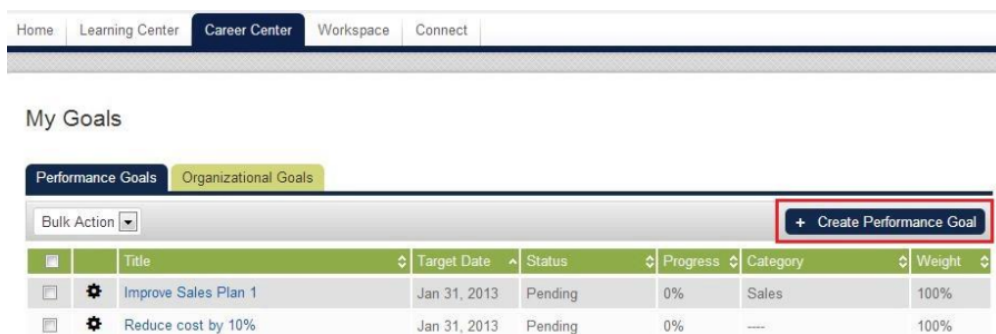 Home Learning Center Career Center Workspace Connect
My Goals
Performance Goals Organizational Goals
Bulk Action + Create Performance Goal
Title Target Date Status Progress Category Weight
Improve Sales Plan 1 Jan 31, 2013 Pending 0% Sales 100%
Reduce cost by 10% Jan 31, 2013 Pending 0% ---- 100%